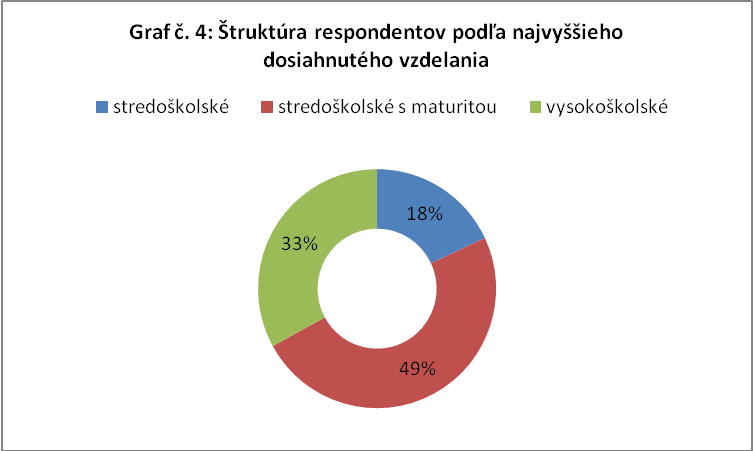 Graf č. 4: Štruktúra respondentov podľa najvyššieho
dosiahnutého vzdelania
stredoškolské stredoškolské s maturitou vysokoškolské
18%
33%
49%